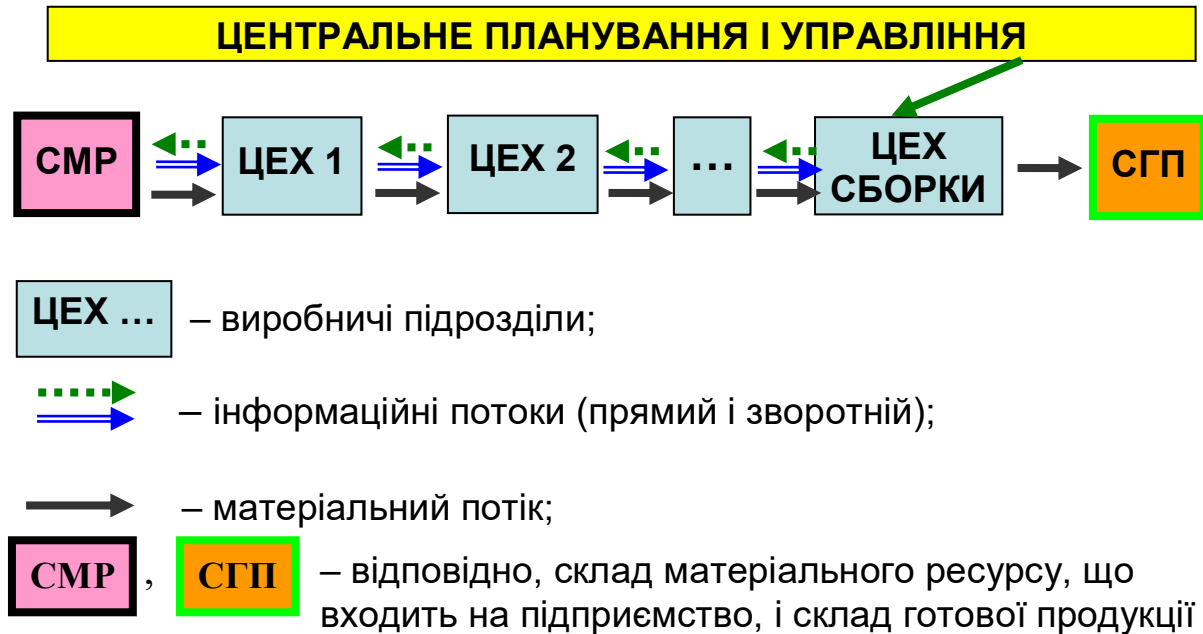 ЦЕНТРАЛЬНЕ ПЛАНУВАННЯ І УПРАВЛІННЯ
СМР
ЦЕХ 1
ЦЕХ 2
...
ЦЕХ
СБОРКИ
СГП
ЦЕХ ...
– виробничі підрозділи;
– інформаційні потоки (прямий і зворотній);
– матеріальний потік;
СМР , СГП – відповідно, склад матеріального ресурсу, що
входить на підприємство, і склад готової продукції